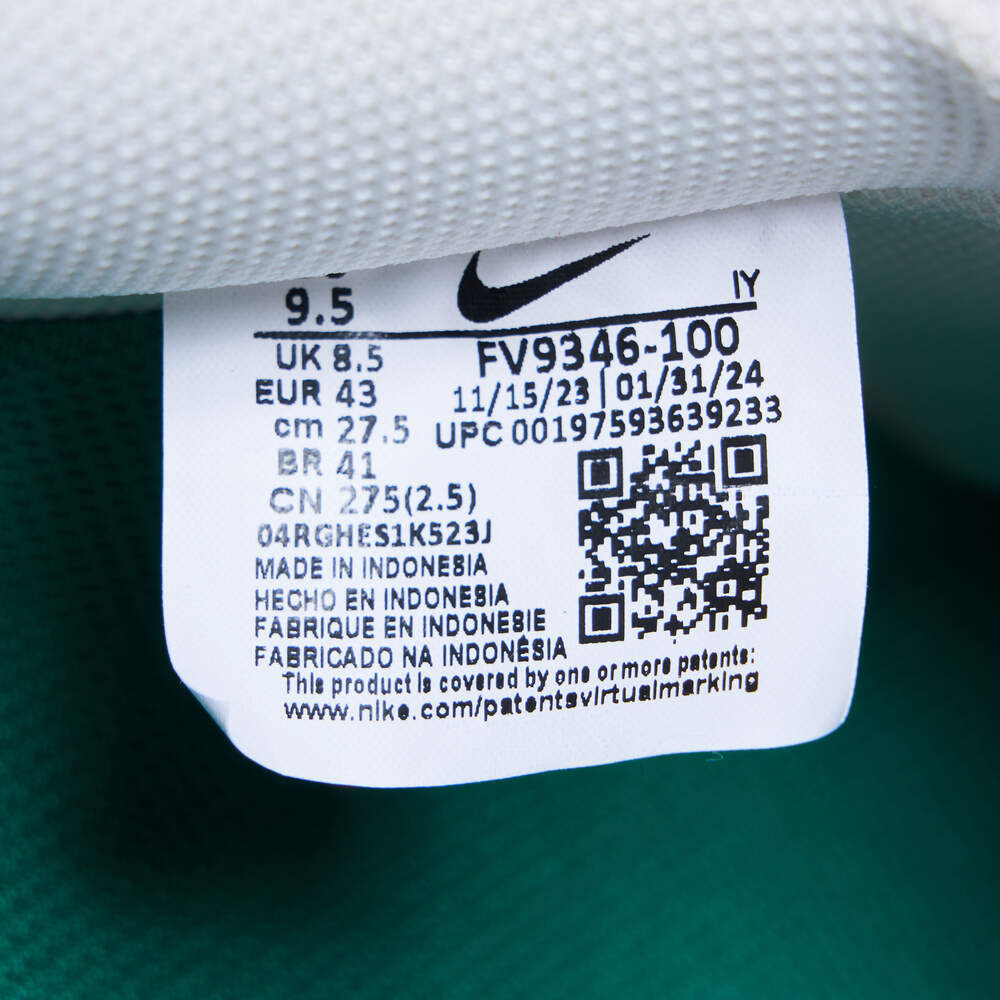 9.5
IY
UK 8.5
EUR 43
cm 27.5
BR 41
CN 275(2.5)
FV9346-100
11/15/23 | 01/31/24
UPC 00197593639233
04RGHES1K523J
MADE IN INDONESIA
HECHO EN INDONESIA
FABRIQUE EN INDONESIE
FABRICADO NA INDONÉSIA
This product is covered by one or more patents:
www.nike.com/patentsvirtualmarking